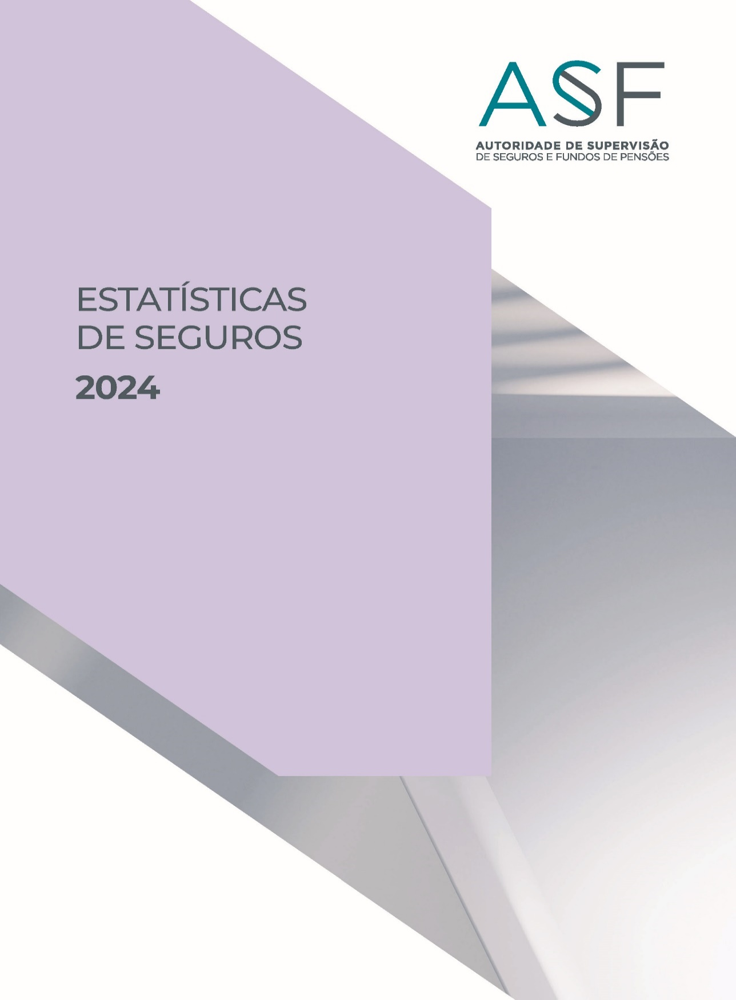 ASF
AUTORIDADE DE SUPERVISÃO
DE SEGUROS E FUNDOS DE PENSÕES
ESTATÍSTICAS
DE SEGUROS
2024